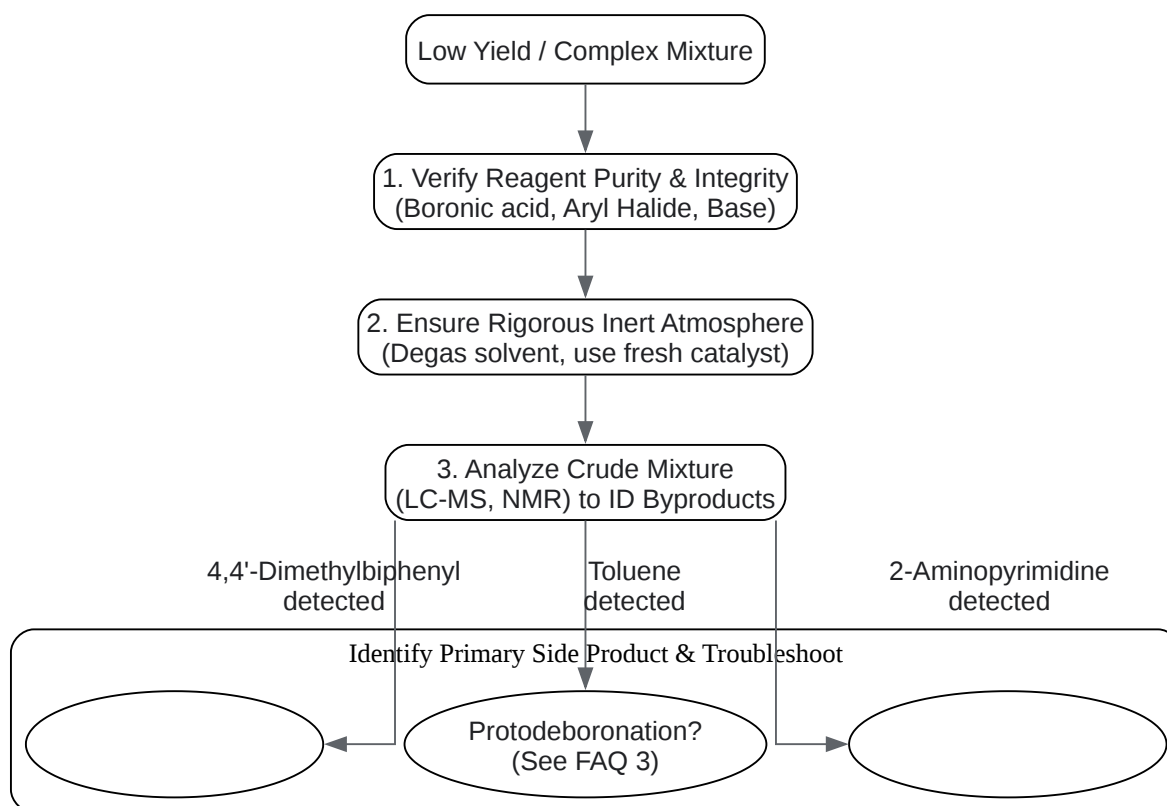 Low Yield / Complex Mixture
1. Verify Reagent Purity & Integrity
(Boronic acid, Aryl Halide, Base)
2. Ensure Rigorous Inert Atmosphere
(Degas solvent, use fresh catalyst)
3. Analyze Crude Mixture
(LC-MS, NMR) to ID Byproducts
4,4'-Dimethylbiphenyl
detected
Toluene
detected
2-Aminopyrimidine
detected
Identify Primary Side Product & Troubleshoot
Protodeboronation?
(See FAQ 3)